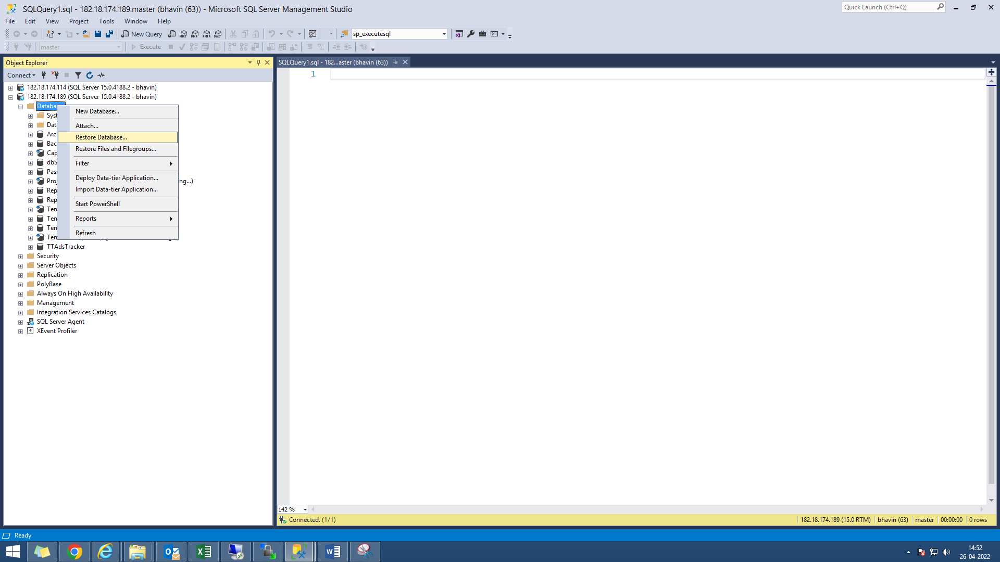 SQLQuery1.sql - 182.18.174.189.master (bhavin (63)) - Microsoft SQL Server Management Studio
Quick Launch (Ctrl+Q)
File Edit View Project Tools Window Help
New Query MDX DMX XMLA DAX sp_executesql
master Execute
Object Explorer
SQLQuery1.sql - 182...aster (bhavin (63))
Connect
1
182.18.174.114 (SQL Server 15.0.4188.2 - bhavin)
182.18.174.189 (SQL Server 15.0.4188.2 - bhavin)
Databa
Syst
Dat
Arc
Bac
Cap
dbS
Pas
Proj
ing...)
Rep
Rep
Ten
Ten
Ten
Ten
TTAdsTracker
Security
Server Objects
Replication
PolyBase
Always On High Availability
Management
Integration Services Catalogs
SQL Server Agent
XEvent Profiler
New Database...
Attach...
Restore Database...
Restore Files and Filegroups...
Filter
Deploy Data-tier Application...
Import Data-tier Application...
Start PowerShell
Reports
Refresh
142 %
Connected. (1/1)
182.18.174.189 (15.0 RTM) bhavin (63) master 00:00:00 0 rows
Ready
14:52
26-04-2022